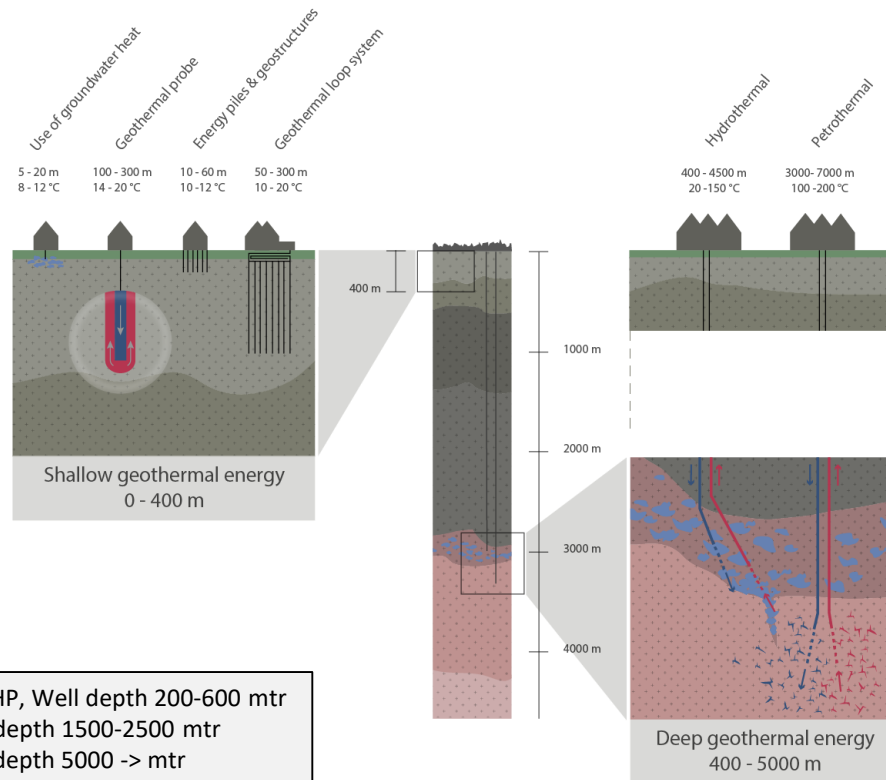 Use of groundwater heat
Geothermal probe
Energy piles & geostructures
Geothermal loop system
5 - 20 m
8 - 12 °C
100 - 300 m
14 - 20 °C
10 - 60 m
10 -12 °C
50 - 300 m
10 - 20 °C
Hydrothermal
Petrothermal
400 - 4500 m
20 -150 °C
3000- 7000 m
100 -200 °C
400 m
1000 m
2000 m
3000 m
4000 m
Shallow geothermal energy
0 - 400 m
HP, Well depth 200-600 mtr
depth 1500-2500 mtr
depth 5000 -> mtr
Deep geothermal energy
400 - 5000 m